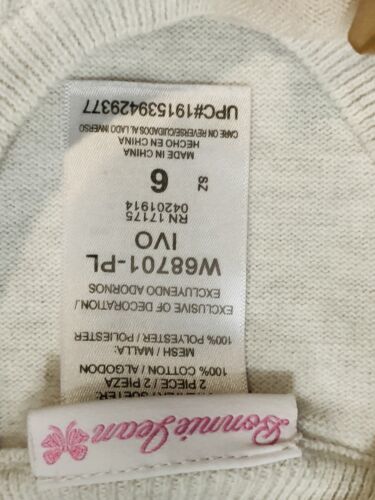 Bonnie Jean
2 PIECE / 2 PIEZA
100% COTTON / ALGODON
MESH / MALLA:
100% POLYESTER / POLIESTER
EXCLUSIVE OF DECORATION /
EXCLUYENDO ADORNOS
W68701-PL
IVO
RN 17175
04201914
SZ 6
MADE IN CHINA
HECHO EN CHINA
CARE ON REVERSE/CUIDADOS AL LADO INVERSO
UPC#191539429377